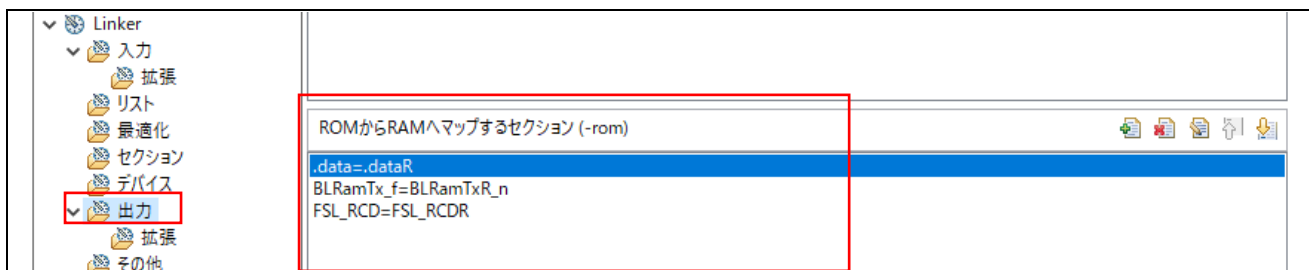 Linker
入力
拡張
リスト
最適化
セクション
デバイス
出力
拡張
その他
ROMからRAMへマップするセクション (-rom)
.data=.dataR
BLRamTx_f=BLRamTxR_n
FSL_RCD=FSL_RCDR